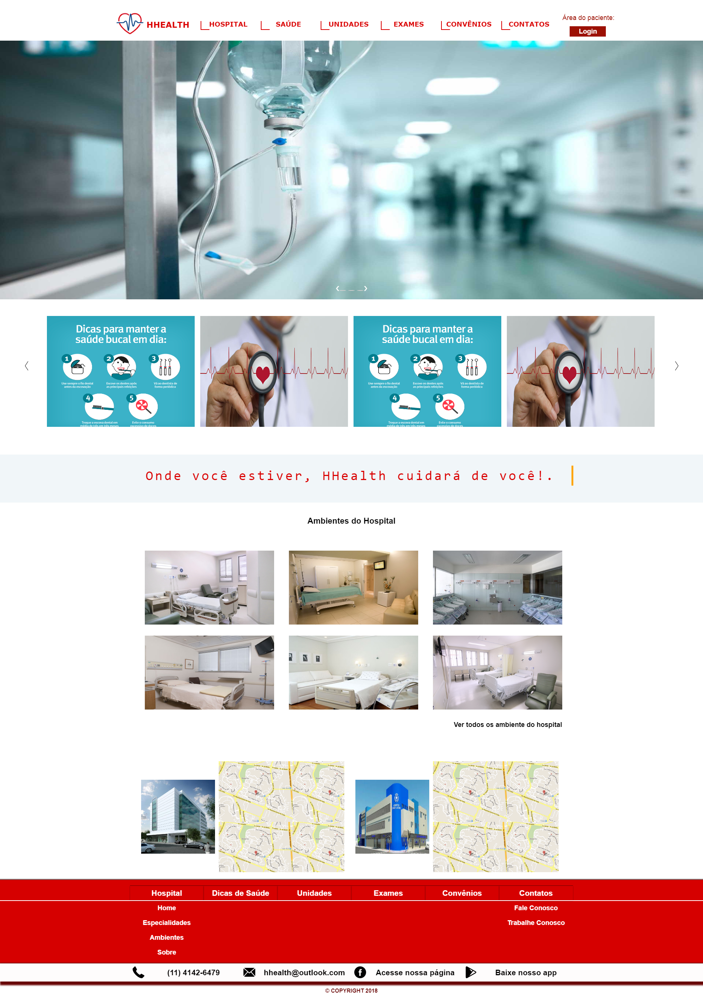 HHEALTH
HOSPITAL
SAÚDE
UNIDADES
EXAMES
CONVÊNIOS
CONTATOS
Área do paciente:
Login
Dicas para manter a
saúde bucal em dia:
1
2
3
Use sempre o fio dental
antes da escovação
Escove os dentes após
as principais refeições
Vá ao dentista de
forma periódica
4
5
Troque a escova dental em
média de três em três meses
Evite o consumo
excessivo de doces
Dicas para manter a
saúde bucal em dia:
1
2
3
Use sempre o fio dental
antes da escovação
Escove os dentes após
as principais refeições
Vá ao dentista de
forma periódica
4
5
Troque a escova dental em
média de três em três meses
Evite o consumo
excessivo de doces
Onde você estiver, HHealth cuidará de você!.
Ambientes do Hospital
Ver todos os ambiente do hospital
Hospital
Dicas de Saúde
Unidades
Exames
Convênios
Contatos
Home
Fale Conosco
Especialidades
Trabalhe Conosco
Ambientes
Sobre
(11) 4142-6479
hhealth@outlook.com
Acesse nossa página
Baixe nosso app
© COPYRIGHT 2018